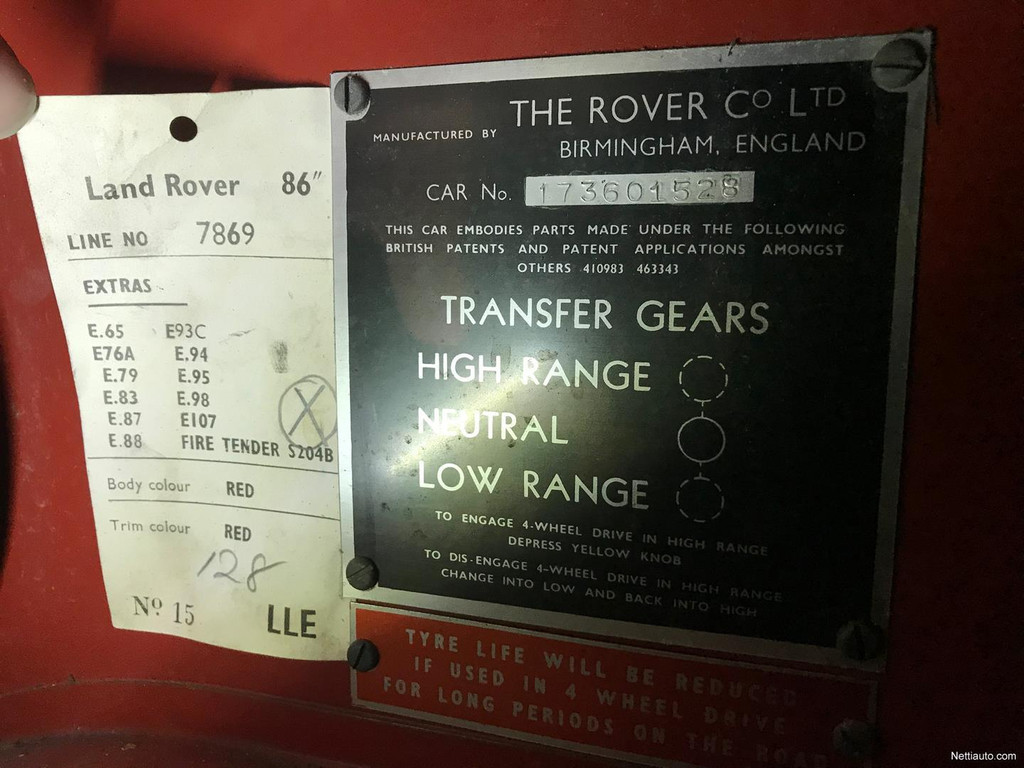 Land Rover 86"
LINE NO 7869
EXTRAS
E.65 E93C
E76A E.94
E.79 E.95
E.83 E.98
E.87 E107
E.88 FIRE TENDER S204B
X
Body colour RED
Trim colour RED
128
Nº 15 LLE
MANUFACTURED BY THE ROVER Cº LTD
BIRMINGHAM, ENGLAND
CAR No. 173601528
THIS CAR EMBODIES PARTS MADE UNDER THE FOLLOWING
BRITISH PATENTS AND PATENT APPLICATIONS AMONGST
OTHERS 410983 463343
TRANSFER GEARS
HIGH RANGE
NEUTRAL
LOW RANGE
TO ENGAGE 4-WHEEL DRIVE IN HIGH RANGE
DEPRESS YELLOW KNOB
TO DIS-ENGAGE 4-WHEEL DRIVE IN HIGH RANGE
CHANGE INTO LOW AND BACK INTO HIGH
TYRE LIFE WILL BE REDUCED
IF USED IN 4 WHEEL DRIVE
FOR LONG PERIODS ON THE ROAD
Nettiauto.com